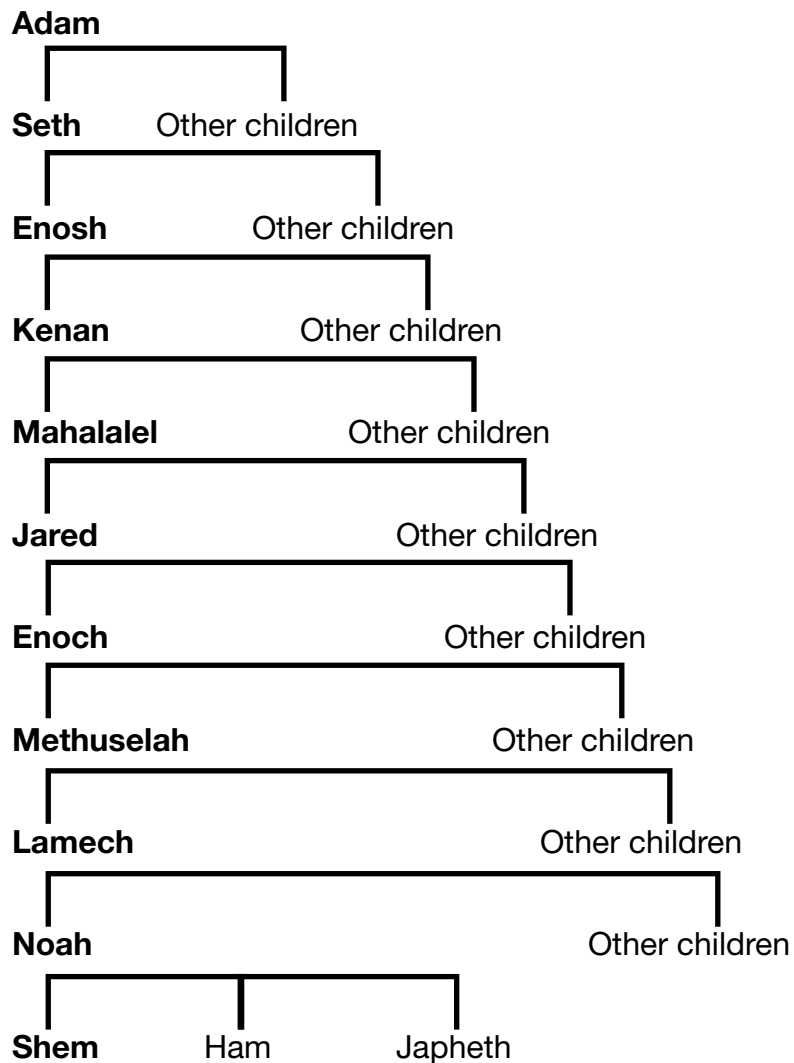 Adam
Seth Other children
Enosh Other children
Kenan Other children
Mahalalel Other children
Jared Other children
Enoch Other children
Methuselah Other children
Lamech Other children
Noah Other children
Shem Ham Japheth